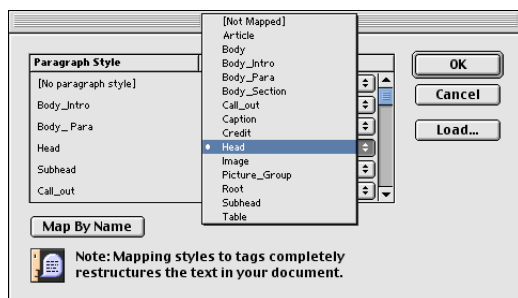 [Not Mapped]
Article
Body
Body_Intro
Body_Para
Body_Section
Call_out
Caption
Credit
Head
Image
Picture_Group
Root
Subhead
Table
Paragraph Style
[No paragraph style]
Body_Intro
Body_ Para
Head
Subhead
Call_out
OK
Cancel
Load...
Map By Name
Note: Mapping styles to tags completely
restructures the text in your document.